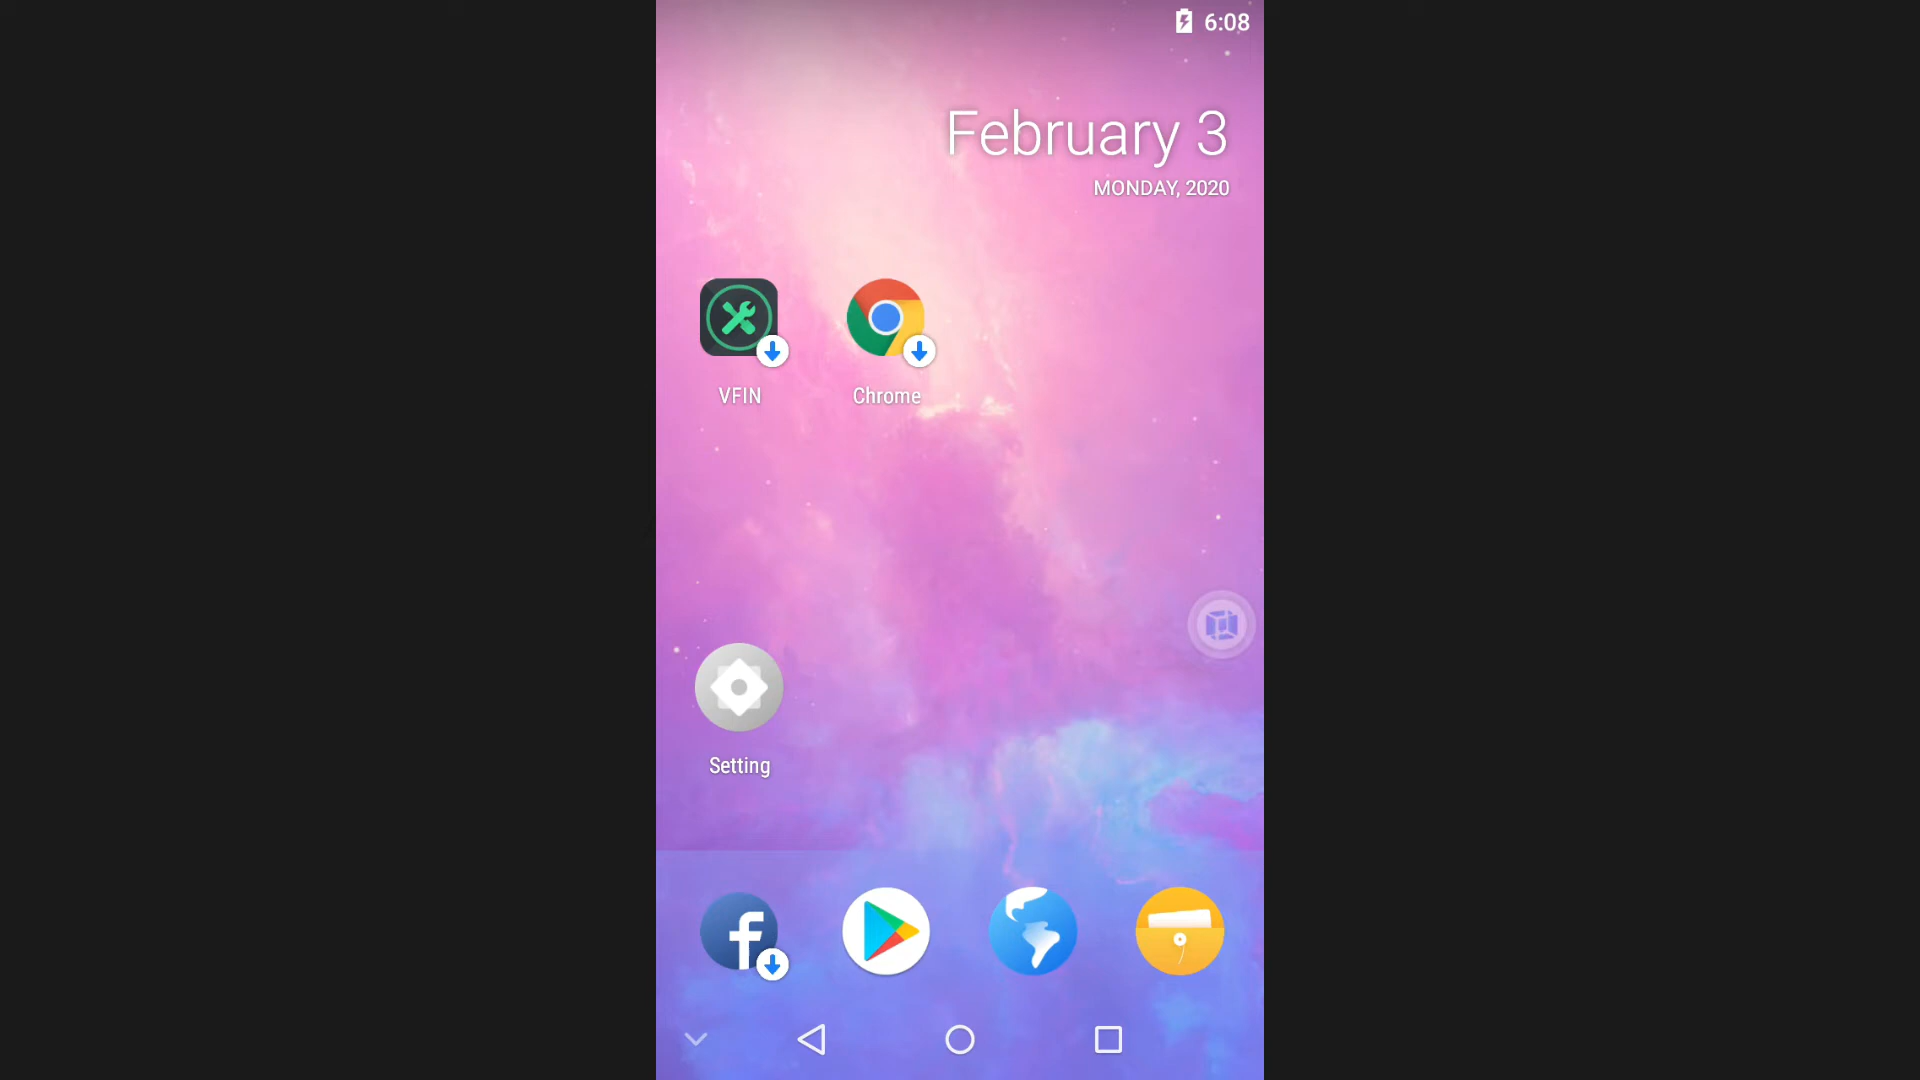 6:08
February 3
MONDAY, 2020
VFIN
Chrome
Setting